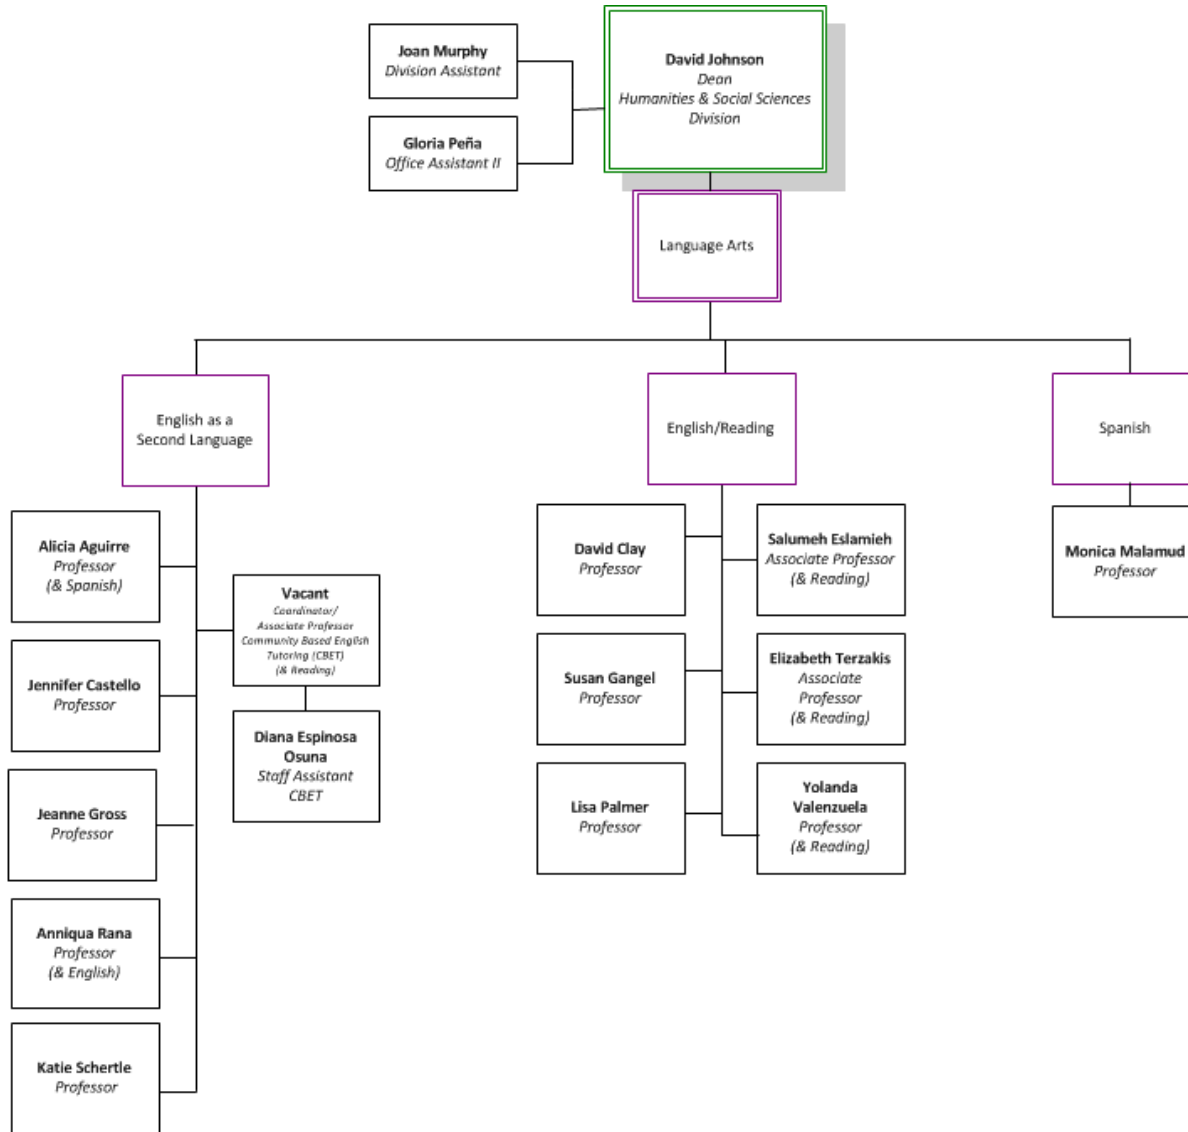 Joan Murphy
Division Assistant
Gloria Peña
Office Assistant II
David Johnson
Dean
Humanities & Social Sciences
Division
Language Arts
English as a
Second Language
English/Reading
Spanish
Alicia Aguirre
Professor
(& Spanish)
Jennifer Castello
Professor
Jeanne Gross
Professor
Anniqua Rana
Professor
(& English)
Katie Schertle
Professor
Vacant
Coordinator/
Associate Professor
Community Based English
Tutoring (CBET)
(& Reading)
Diana Espinosa
Osuna
Staff Assistant
CBET
David Clay
Professor
Susan Gangel
Professor
Lisa Palmer
Professor
Salumeh Eslamieh
Associate Professor
(& Reading)
Elizabeth Terzakis
Associate
Professor
(& Reading)
Yolanda
Valenzuela
Professor
(& Reading)
Monica Malamud
Professor